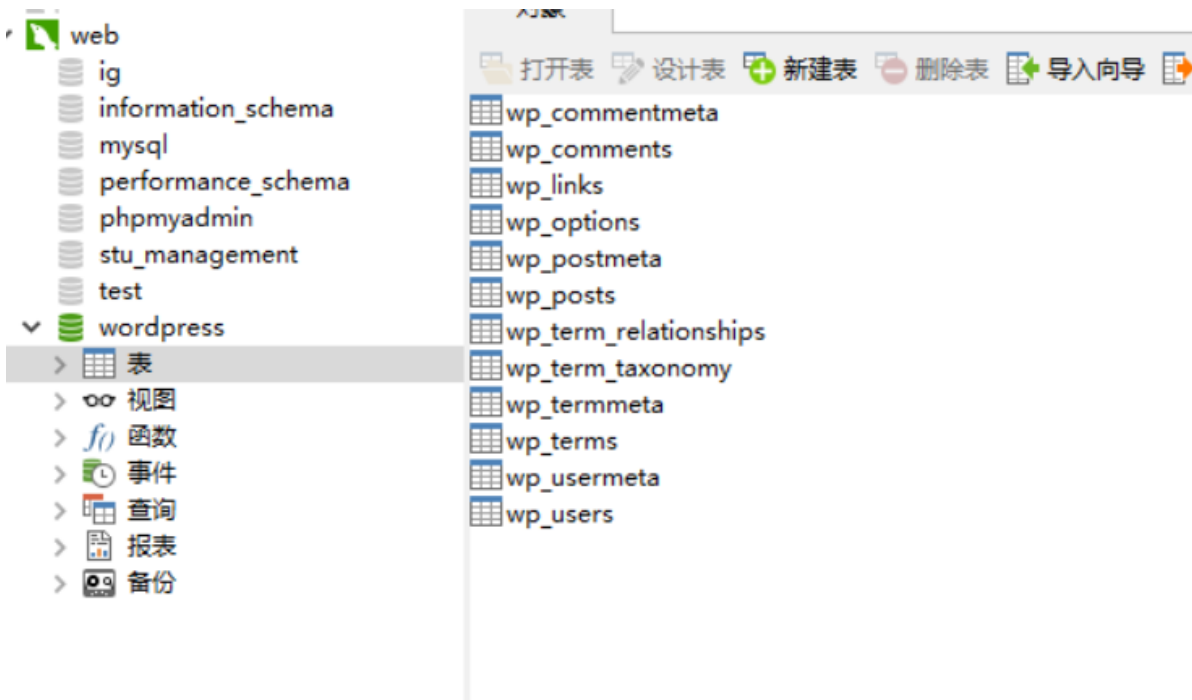 web
ig
information_schema
mysql
performance_schema
phpmyadmin
stu_management
test
wordpress
表
视图
f() 函数
事件
查询
报表
备份
对象
打开表 设计表 新建表 删除表 导入向导
wp_commentmeta
wp_comments
wp_links
wp_options
wp_postmeta
wp_posts
wp_term_relationships
wp_term_taxonomy
wp_termmeta
wp_terms
wp_usermeta
wp_users